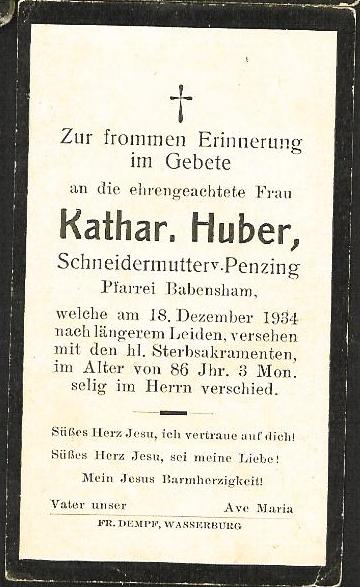 Zur frommen Erinnerung
im Gebete
an die ehrengeachtete Frau
Kathar. Huber,
Schneidermutter v. Penzing
Pfarrei Babensham,
welche am 18. Dezember 1934
nach längerem Leiden, versehen
mit den hl. Sterbsakramenten,
im Alter von 86 Jhr. 3 Mon.
selig im Herrn verschied.
Süßes Herz Jesu, ich vertraue auf dich!
Süßes Herz Jesu, sei meine Liebe!
Mein Jesus Barmherzigkeit!
Vater unser Ave Maria
FR. DEMPF, WASSERBURG